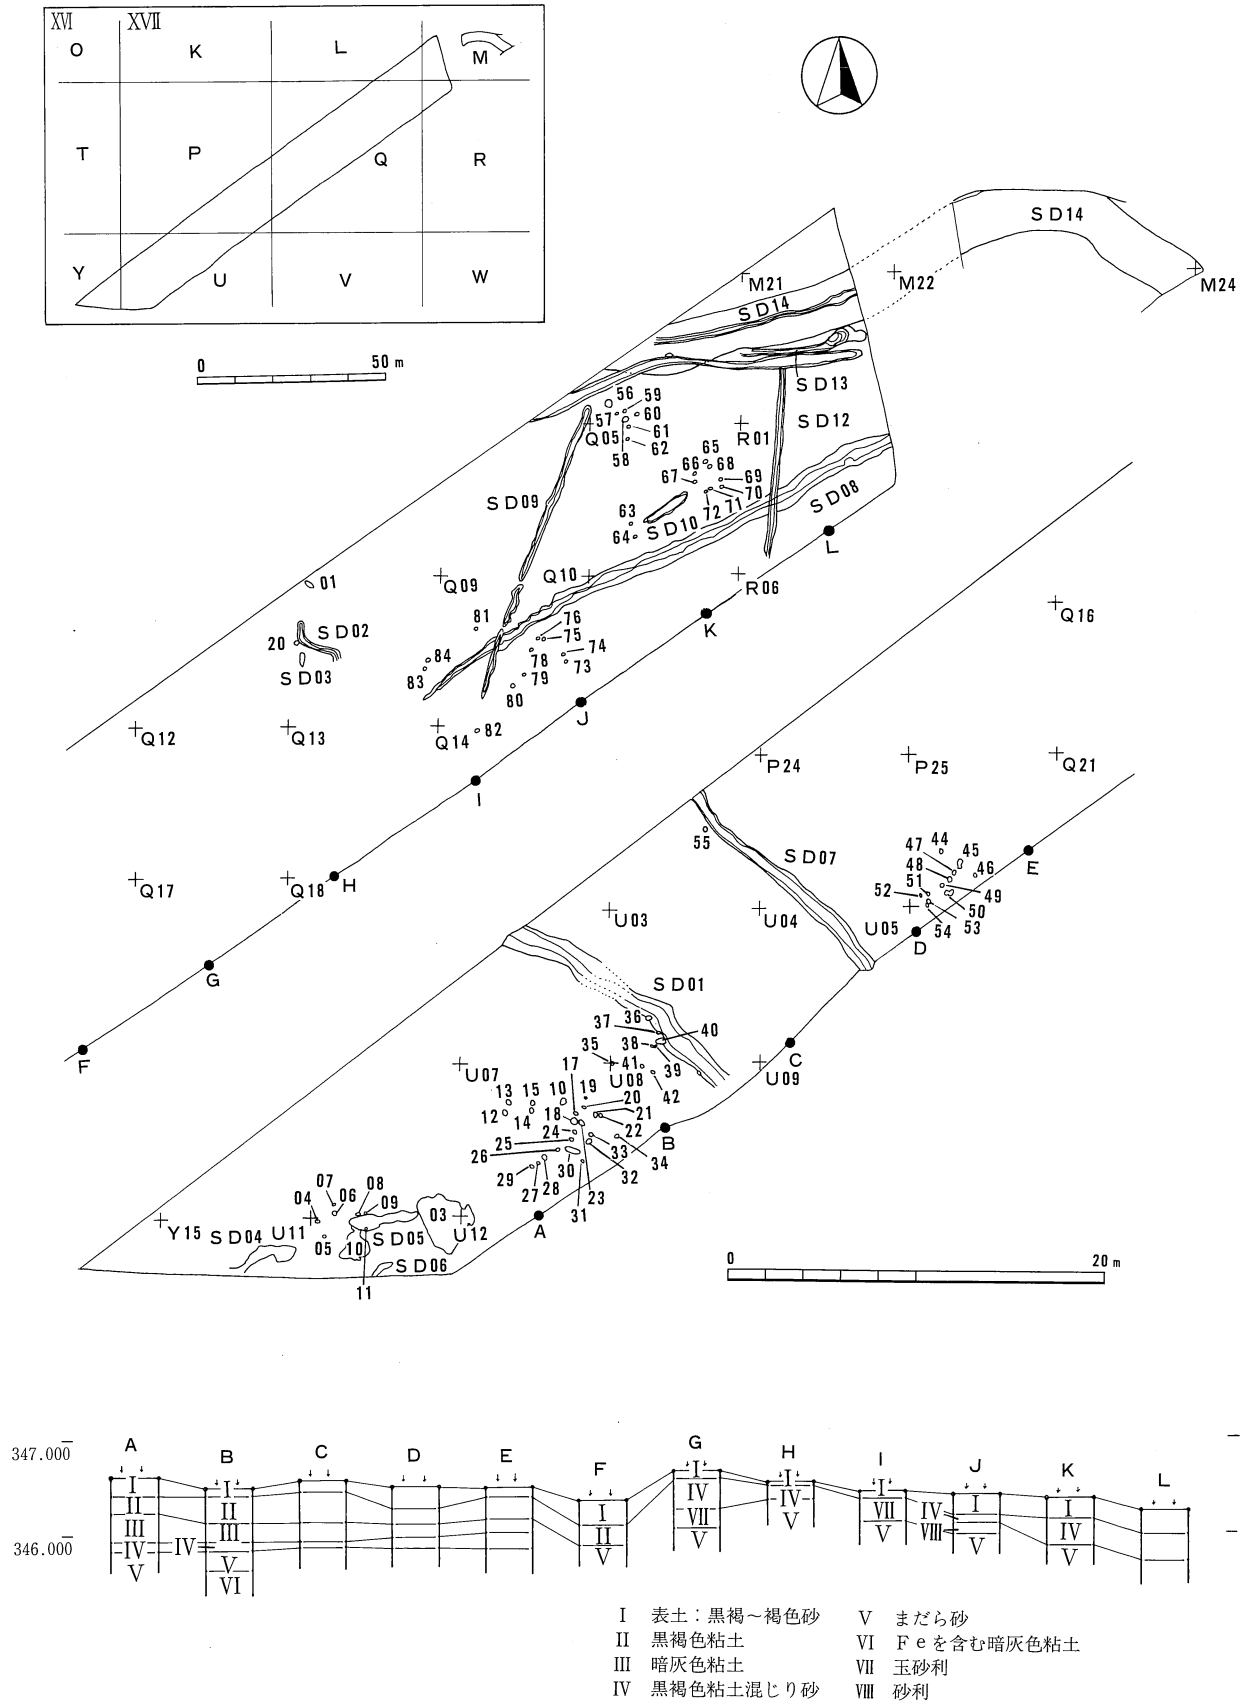 XVI XVII
O K L M
T P Q R
Y U V W
0 50 m
SD14
M21 M22 M24
SD14
SD13
SD12
56 59
57 60
Q05 61
58 62
R01
65
66 68
67 69
70
72 71
SD09
SD10
SD08
63
64
L
01
Q09 Q10 R06
Q16
K
81 76
75
74
78 73
79
80
84
83
20 SD02
SD03
J
Q12 Q13 Q14 82
I
P24 P25 Q21
55
SD07
44
47 45
48 46
51
52 49
50
U05 54 53
E
D
Q17 Q18 H
U03 U04
G
SD01
F
36
37 40
35 38
17 41 39
U07 U08 42
C
U09
13 15 10 19
20
12 14 18 21
22
24
25 33 34
26 32
30
29 27 28 23
31
B
A
07 08
04 06 09
03
Y15 SD04 U11 05 10 SD05 U12
SD06
11
0 20 m
347.000
346.000
A B C D E F G H I J K L
I II III IV V
IV
I II III V VI
I II V
I IV VII V
I IV V
I VII V
IV VIII
I V
I IV V
I 表土：黒褐～褐色砂
II 黒褐色粘土
III 暗灰色粘土
IV 黒褐色粘土混じり砂
V まだら砂
VI Feを含む暗灰色粘土
VII 玉砂利
VIII 砂利